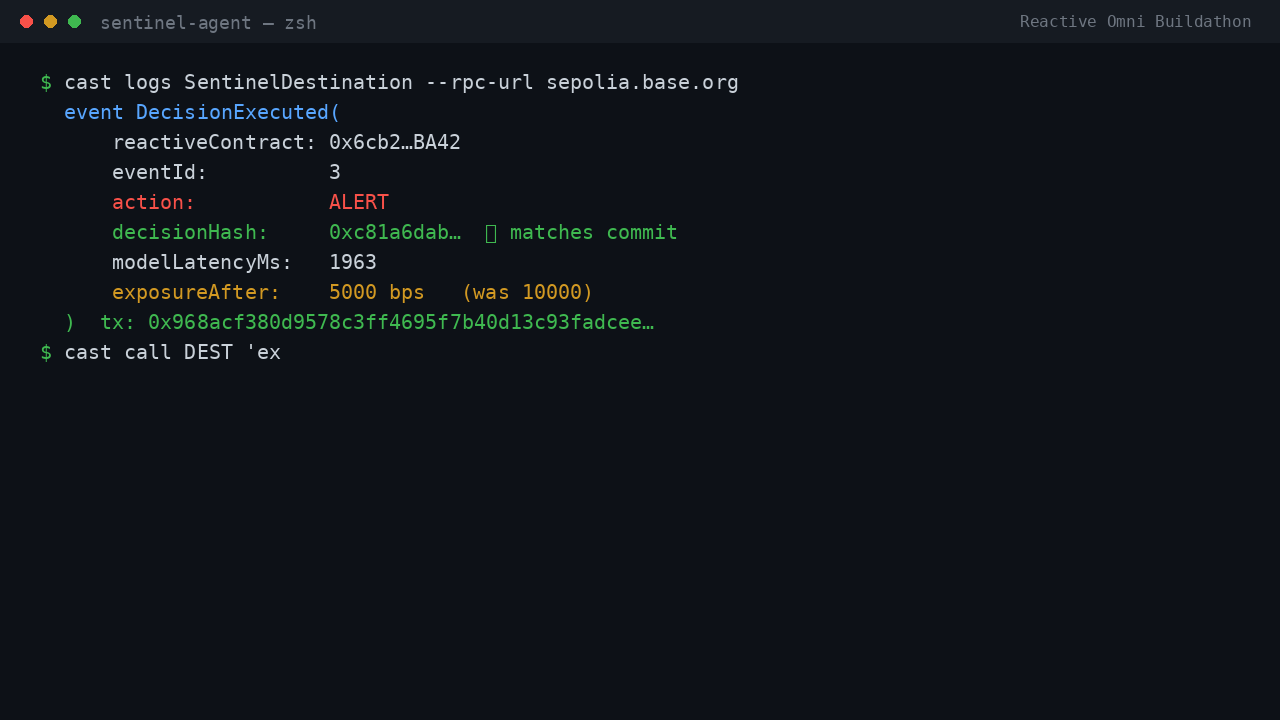 sentinel-agent — zsh
Reactive Omni Buildathon
$ cast logs SentinelDestination --rpc-url sepolia.base.org
event DecisionExecuted(
reactiveContract: 0x6cb2…BA42
eventId: 3
action: ALERT
decisionHash: 0xc81a6dab… ▯ matches commit
modelLatencyMs: 1963
exposureAfter: 5000 bps (was 10000)
) tx: 0x968acf380d9578c3ff4695f7b40d13c93fadcee…
$ cast call DEST 'ex